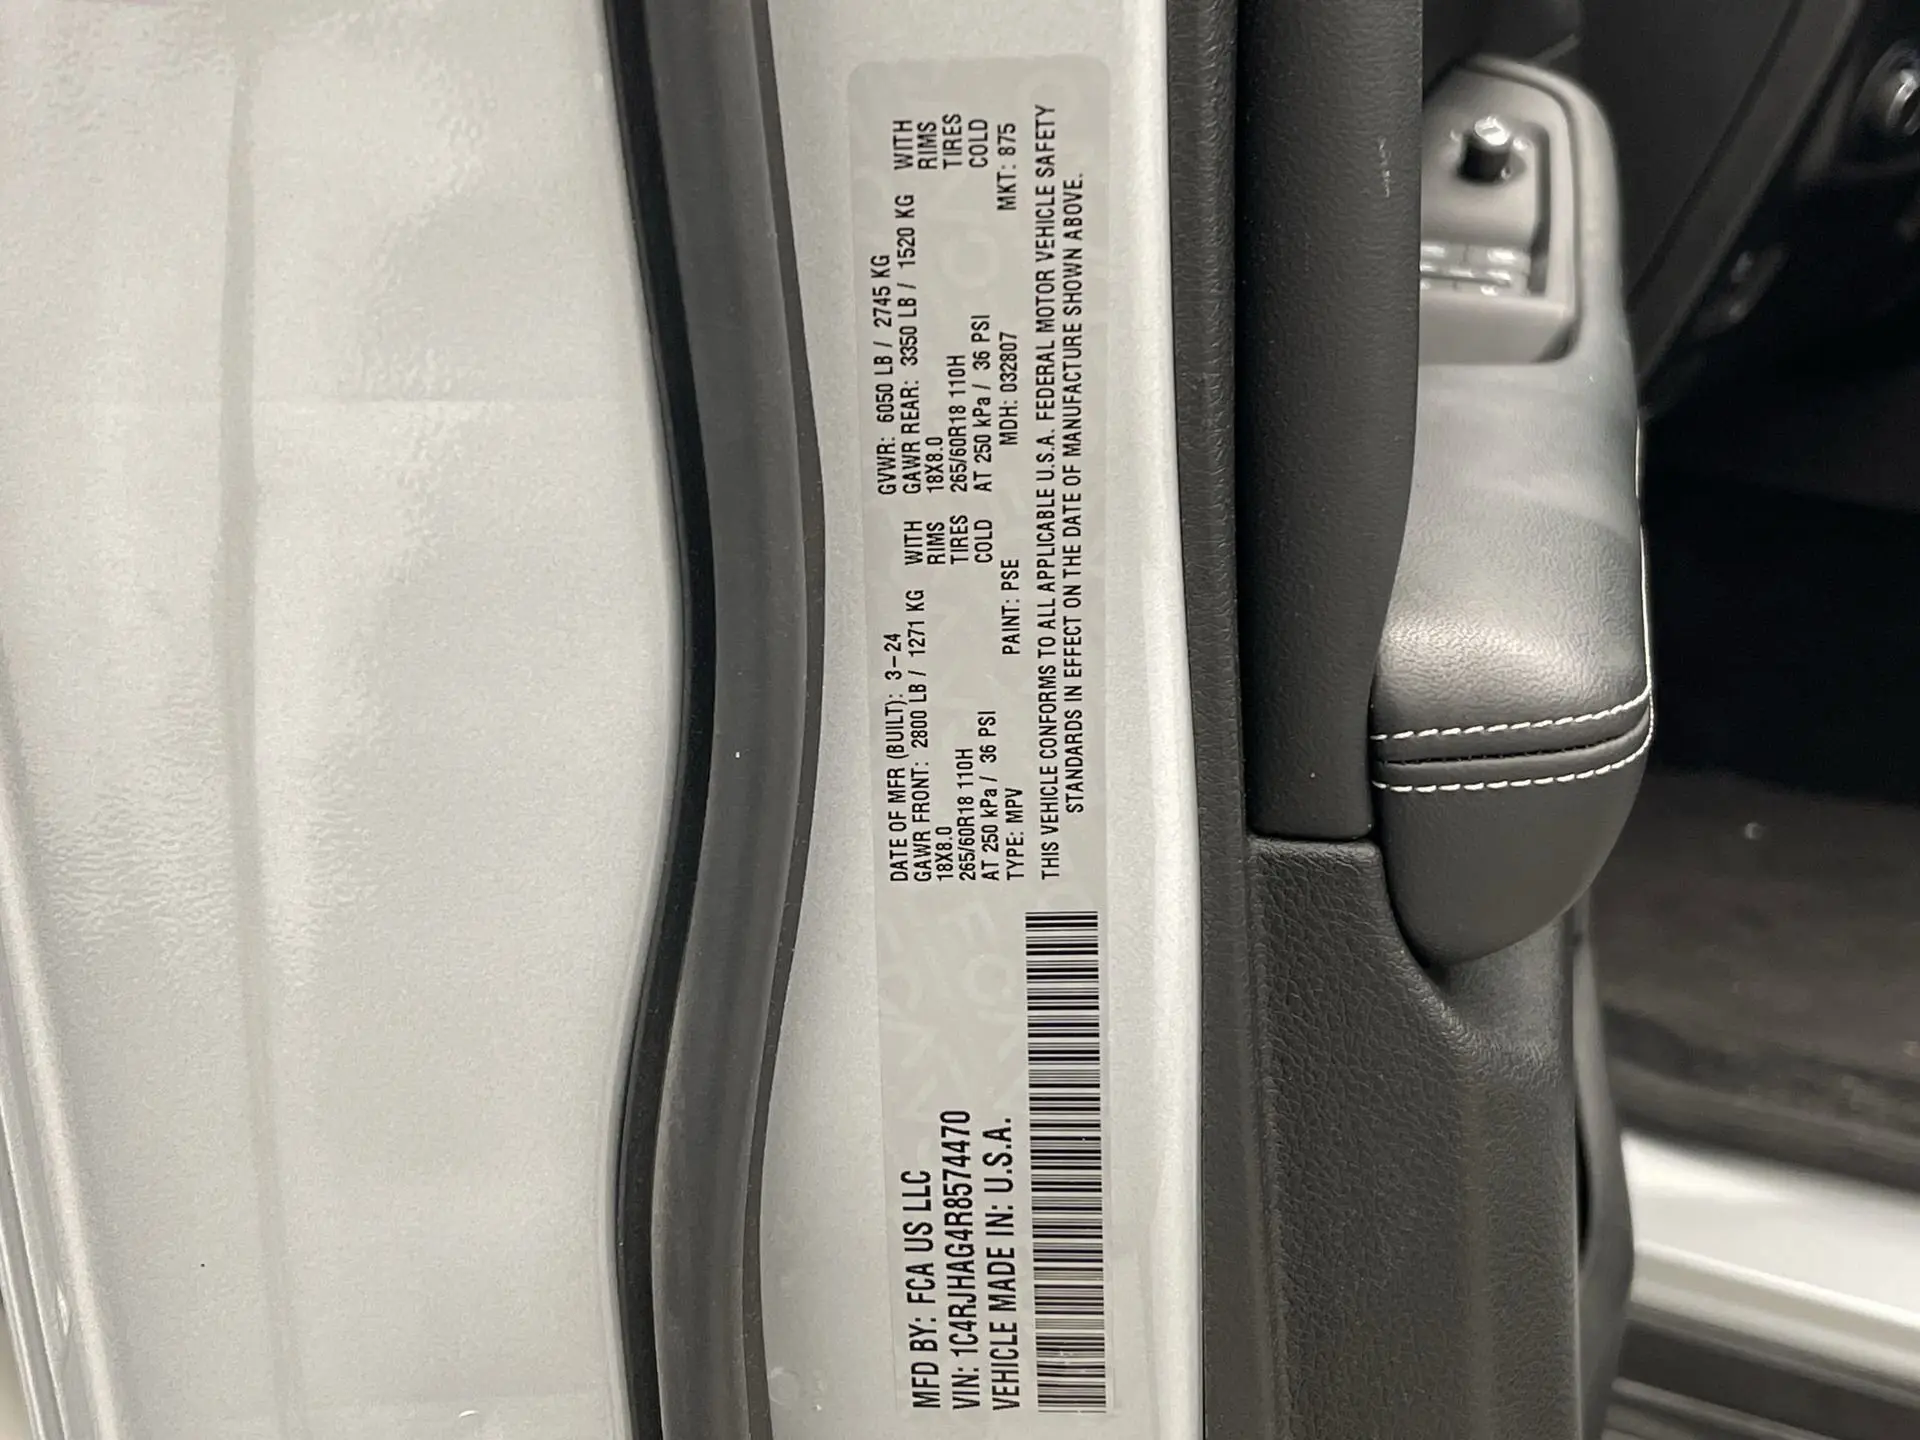 MFD BY: FCA US LLC
VIN: 1C4RJHAG4R8574470
VEHICLE MADE IN: U.S.A.
DATE OF MFR (BUILT): 3-24 GVWR: 6050 LB / 2745 KG
GAWR FRONT: 2800 LB / 1271 KG WITH GAWR REAR: 3350 LB / 1520 KG WITH
18X8.0 RIMS 18X8.0 RIMS
265/60R18 110H TIRES 265/60R18 110H TIRES
AT 250 kPa / 36 PSI COLD AT 250 kPa / 36 PSI COLD
TYPE: MPV PAINT: PSE MDH: 032807 MKT: 875
THIS VEHICLE CONFORMS TO ALL APPLICABLE U.S.A. FEDERAL MOTOR VEHICLE SAFETY
STANDARDS IN EFFECT ON THE DATE OF MANUFACTURE SHOWN ABOVE.